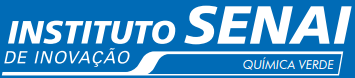 INSTITUTO SENAI
DE INOVAÇÃO
QUÍMICA VERDE